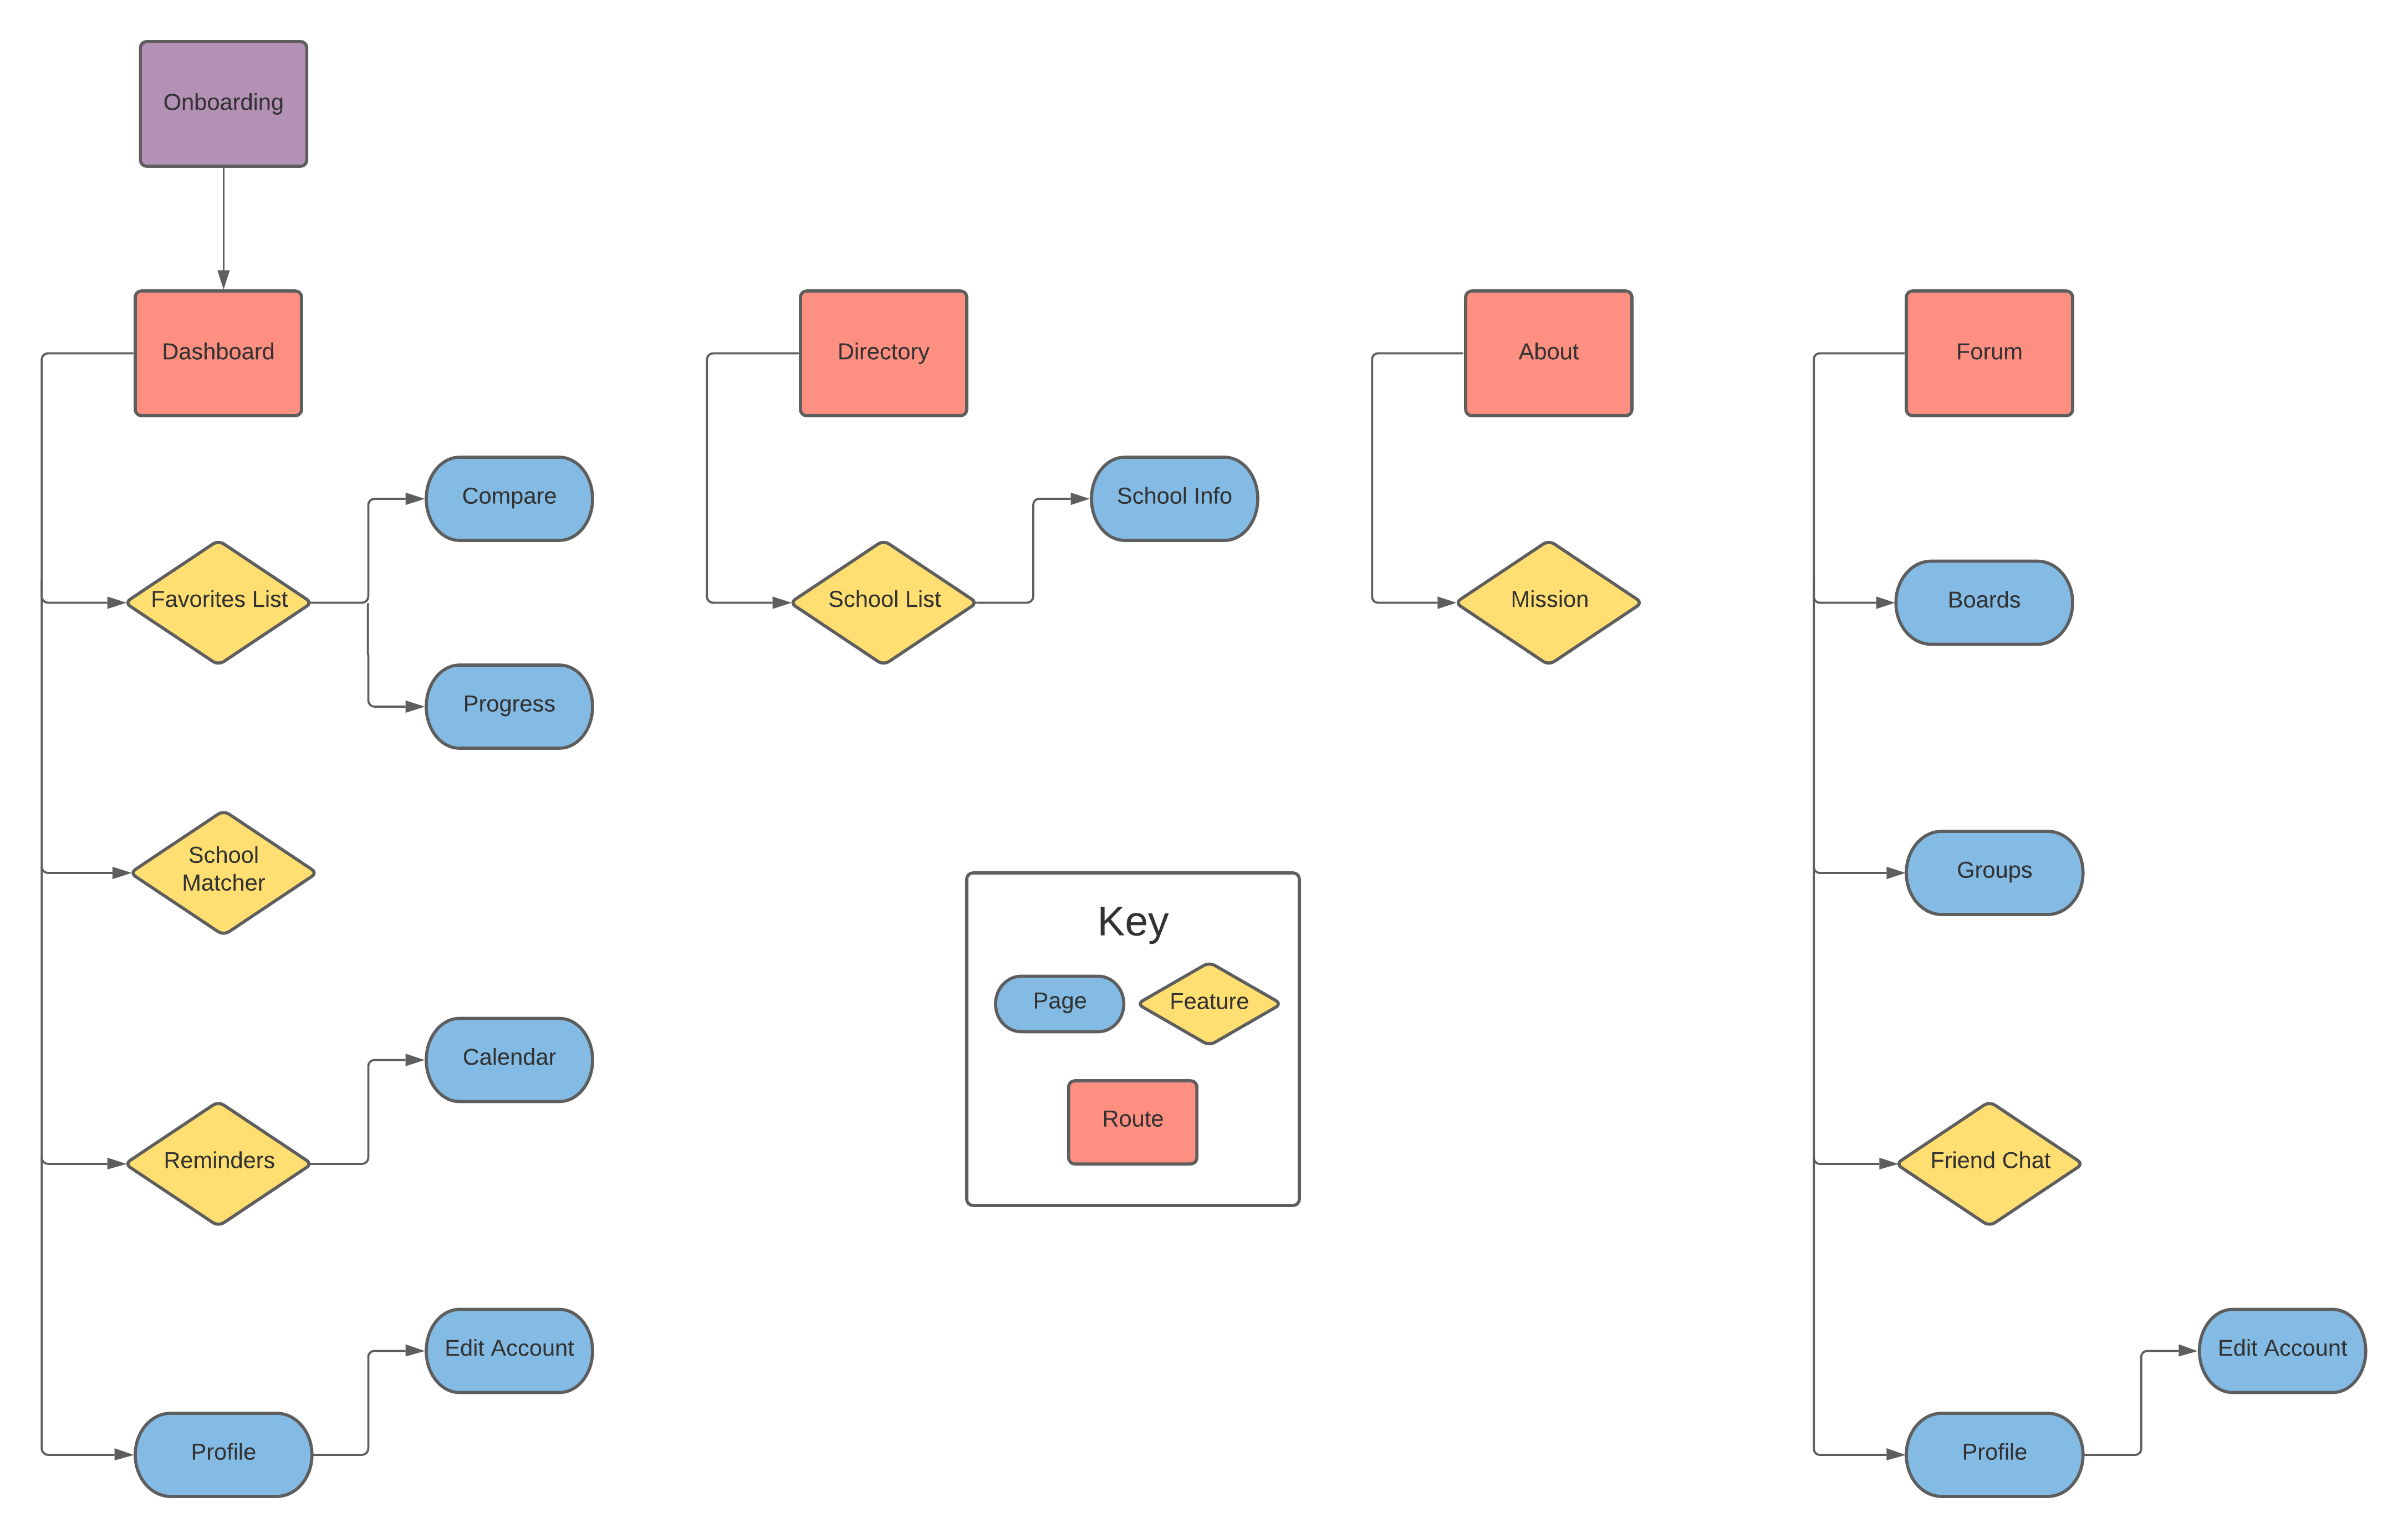 Onboarding
Dashboard
Directory
About
Forum
Compare
School Info
Favorites List
School List
Mission
Boards
Progress
School
Matcher
Groups
Key
Page
Feature
Route
Calendar
Reminders
Friend Chat
Edit Account
Edit Account
Profile
Profile